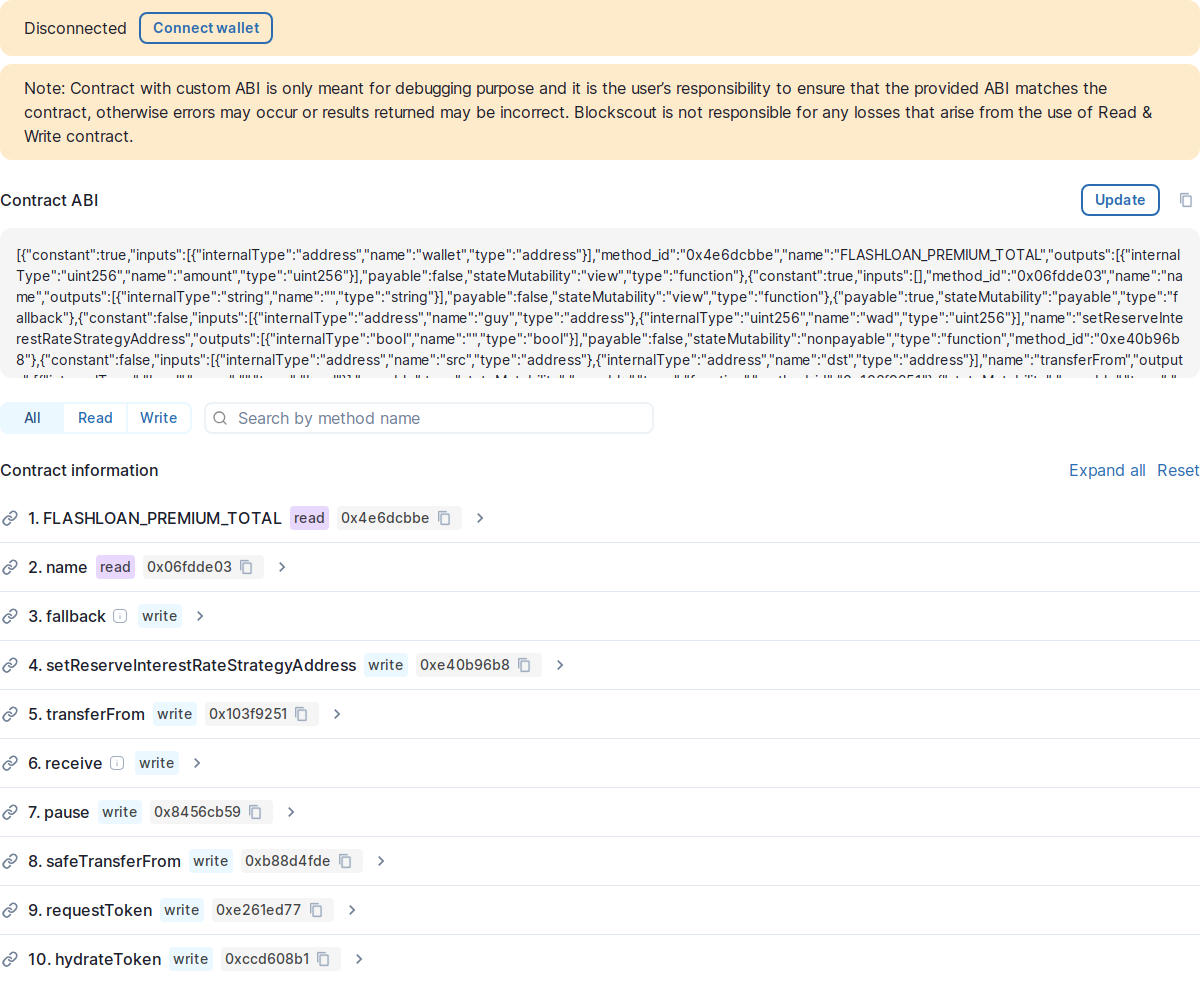 Disconnected Connect wallet
Note: Contract with custom ABI is only meant for debugging purpose and it is the user’s responsibility to ensure that the provided ABI matches the
contract, otherwise errors may occur or results returned may be incorrect. Blockscout is not responsible for any losses that arise from the use of Read &
Write contract.
Contract ABI Update
[{"constant":true,"inputs":[{"internalType":"address","name":"wallet","type":"address"}],"method_id":"0x4e6dcbbe","name":"FLASHLOAN_PREMIUM_TOTAL","outputs":[{"internal
Type":"uint256","name":"amount","type":"uint256"}],"payable":false,"stateMutability":"view","type":"function"},{"constant":true,"inputs":[],"method_id":"0x06fdde03","name":"na
me","outputs":[{"internalType":"string","name":"","type":"string"}],"payable":false,"stateMutability":"view","type":"function"},{"payable":true,"stateMutability":"payable","type":"f
allback"},{"constant":false,"inputs":[{"internalType":"address","name":"guy","type":"address"},{"internalType":"uint256","name":"wad","type":"uint256"}],"name":"setReserveInte
restRateStrategyAddress","outputs":[{"internalType":"bool","name":"","type":"bool"}],"payable":false,"stateMutability":"nonpayable","type":"function","method_id":"0xe40b96b
8"},{"constant":false,"inputs":[{"internalType":"address","name":"src","type":"address"},{"internalType":"address","name":"dst","type":"address"}],"name":"transferFrom","output
All Read Write Search by method name
Contract information Expand all Reset
1. FLASHLOAN_PREMIUM_TOTAL read 0x4e6dcbbe
2. name read 0x06fdde03
3. fallback write
4. setReserveInterestRateStrategyAddress write 0xe40b96b8
5. transferFrom write 0x103f9251
6. receive write
7. pause write 0x8456cb59
8. safeTransferFrom write 0xb88d4fde
9. requestToken write 0xe261ed77
10. hydrateToken write 0xccd608b1